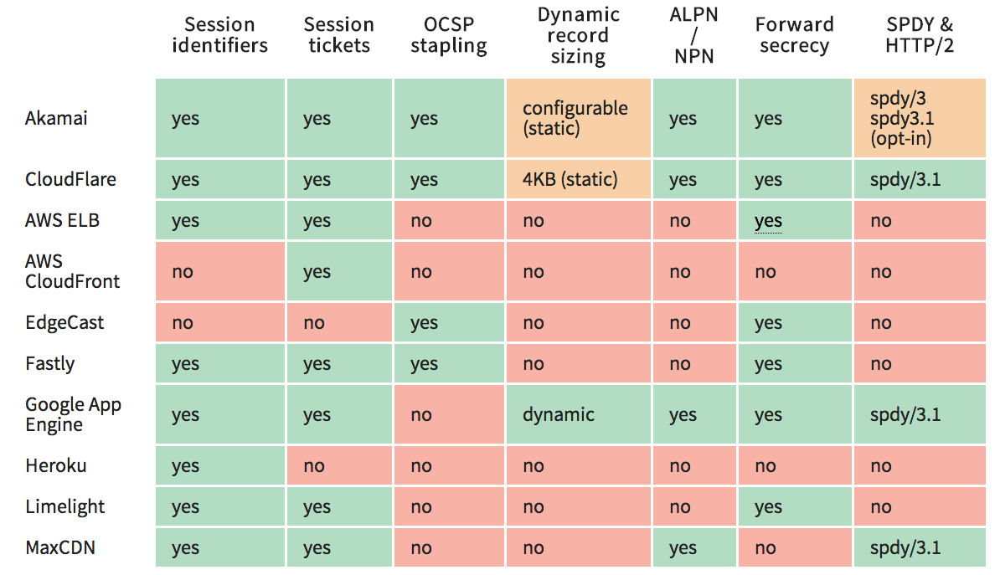 Session identifiers
Session tickets
OCSP stapling
Dynamic record sizing
ALPN / NPN
Forward secrecy
SPDY & HTTP/2
Akamai yes yes yes configurable (static) yes yes spdy/3 spdy3.1 (opt-in)
CloudFlare yes yes yes 4KB (static) yes yes spdy/3.1
AWS ELB yes yes no no no yes no
AWS CloudFront no yes no no no no no
EdgeCast no no yes no no yes no
Fastly yes yes yes no no yes no
Google App Engine yes yes no dynamic yes yes spdy/3.1
Heroku yes no no no no no no
Limelight yes yes no no no yes no
MaxCDN yes yes no no yes no spdy/3.1